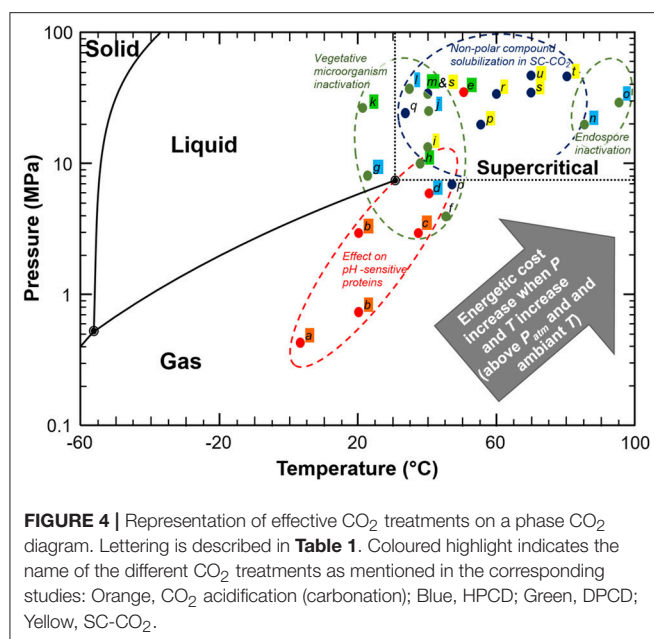 100
10
1
0.1
Pressure (MPa)
-60
-20
20
60
100
Temperature (°C)
Solid
Liquid
Gas
Supercritical
Vegetative
microorganism
inactivation
Non-polar compound
solubilization in SC-CO₂
Endospore
inactivation
Effect on
pH -sensitive
proteins
Energetic cost
increase when P
and T increase
(above Patm and and
ambiant T)
l
m&s
e
u
t
k
q
j
r
s
o
p
n
i
g
h
d
p
f
b
c
b
a
FIGURE 4 | Representation of effective CO₂ treatments on a phase CO₂
diagram. Lettering is described in Table 1. Coloured highlight indicates the
name of the different CO₂ treatments as mentioned in the corresponding
studies: Orange, CO₂ acidification (carbonation); Blue, HPCD; Green, DPCD;
Yellow, SC-CO₂.